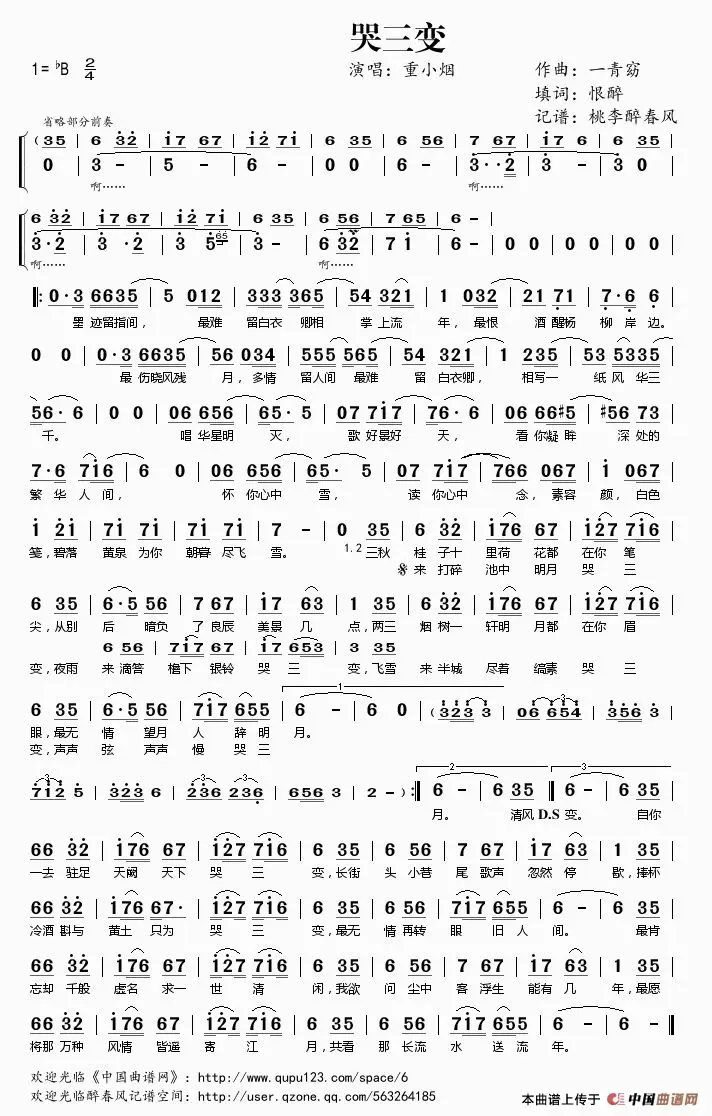 哭三变
1=♭B 2/4
演唱：重小烟
作曲：一青窈
填词：恨醉
记谱：桃李醉春风
省略部分前奏
(35 | 6 32 | 17 67 | 12 71 | 6 635 | 6 56 | 7 67 | 17 6 | 6 635 |
0 | 3 - | 5 - | 6 - | 0 0 | 6 - | 3··2 | 3 - | 3 0 |
啊…… 啊……
6 32 | 17 67 | 12 71 | 6 35 | 6 56 | 7 65 | 6 - |
3·2 | 3 ·2 | 3 5 | 3 - | 6 32 | 7 1 | 6 - | 0 0 | 0 0 | 0 0 |
啊…… 啊……
‖: 0·3 6635 | 5 012 | 333 365 | 54 321 | 1 032 | 21 71 | 7·6 6 |
墨 迹留指间， 最难 留白衣 卿相 掌上流 年，最恨 酒醒杨 柳岸 边。
0 0 | 0·3 6635 | 56 034 | 555 565 | 54 321 | 1 235 | 53 5335 |
最 伤晓风残 月，多情 留人间 最难 留 白衣卿， 相写一 纸风 华三
56· 6 | 0 0 | 06 656 | 65· 5 | 07 717 | 76· 6 | 06 66#5 | #56 73 |
千。 唱 华星明 灭， 歌 好景好 天， 看 你凝眸 深处的
7·6 716 | 6 0 | 06 656 | 65· 5 | 07 717 | 766 067 | 1 067 |
繁 华 人 间， 怀 你心中 雪， 读 你心中 念，素容 颜，白色
1 21 | 71 71 | 75 75 | 7 - | 0 35 | 6 32 | 176 67 | 127 716 |
笺，碧落 黄泉 为你 朝暮 尽飞 雪。 1.2 三秋 桂 子十 里荷 花都 在你 笔
𝄋 来 打碎 池中 明月 哭 三
6 35 | 6·5 56 | 7 67 | 17 63 | 1 35 | 6 32 | 176 67 | 127 716 |
尖，从别 后 暗负 了 良辰 美景 几 点，两三 烟 树一 轩明 月都 在你 眉
6 56 | 717 67 | 17 653 | 3 35
变，夜雨 来 滴答 檐下 银铃 哭 三 变，飞雪 来 半城 尽着 缟素 哭 三
6 35 | 56 56 | 717 655 | 6 - | 6 0 | (323 3 | 06 654 | 356 3 |
眼，最无 情 望月 人 辞 明 月。
变，声声 弦 声声 慢 哭 三
712 5 | 323 6 | 236 236 | 656 3 | 2 - ) :‖ 6 - | 6 35 ‖ 6 - | 6 35 |
月。 清风 D.S 变。 自你
66 32 | 176 67 | 127 716 | 6 35 | 6 56 | 7 67 | 17 63 | 1 35 |
一去 驻足 天阙 天下 哭 三 变，长街 头 小巷 尾 歌声 忽然 停 歇，捧杯
66 32 | 176 67· | 127 716 | 6 35 | 56 56 | 717 655 | 6 - | 6 35 |
冷酒 斟与 黄土 只为 哭 三 变，最无 情 再转 眼 旧 人 间。 最肯
66 32 | 176 67 | 127 716 | 6 35 | 6 56 | 7 67 | 17 63 | 1 35 |
忘却 千般 虚名 求一 世 清 闲，我欲 问 尘中 客 浮生 能有 几 年，最愿
66 32 | 176 67 | 127 716 | 6 35 | 56 56 | 717 655 | 6 - | 6 - ‖
将那 万种 风情 皆遥 寄 江 月，共看 那 长流 水 送 流 年。
欢迎光临《中国曲谱网》：http://www.qupu123.com/space/6
欢迎光临醉春风记谱空间：http://user.qzone.qq.com/563264185
本曲谱上传于 中国曲谱网